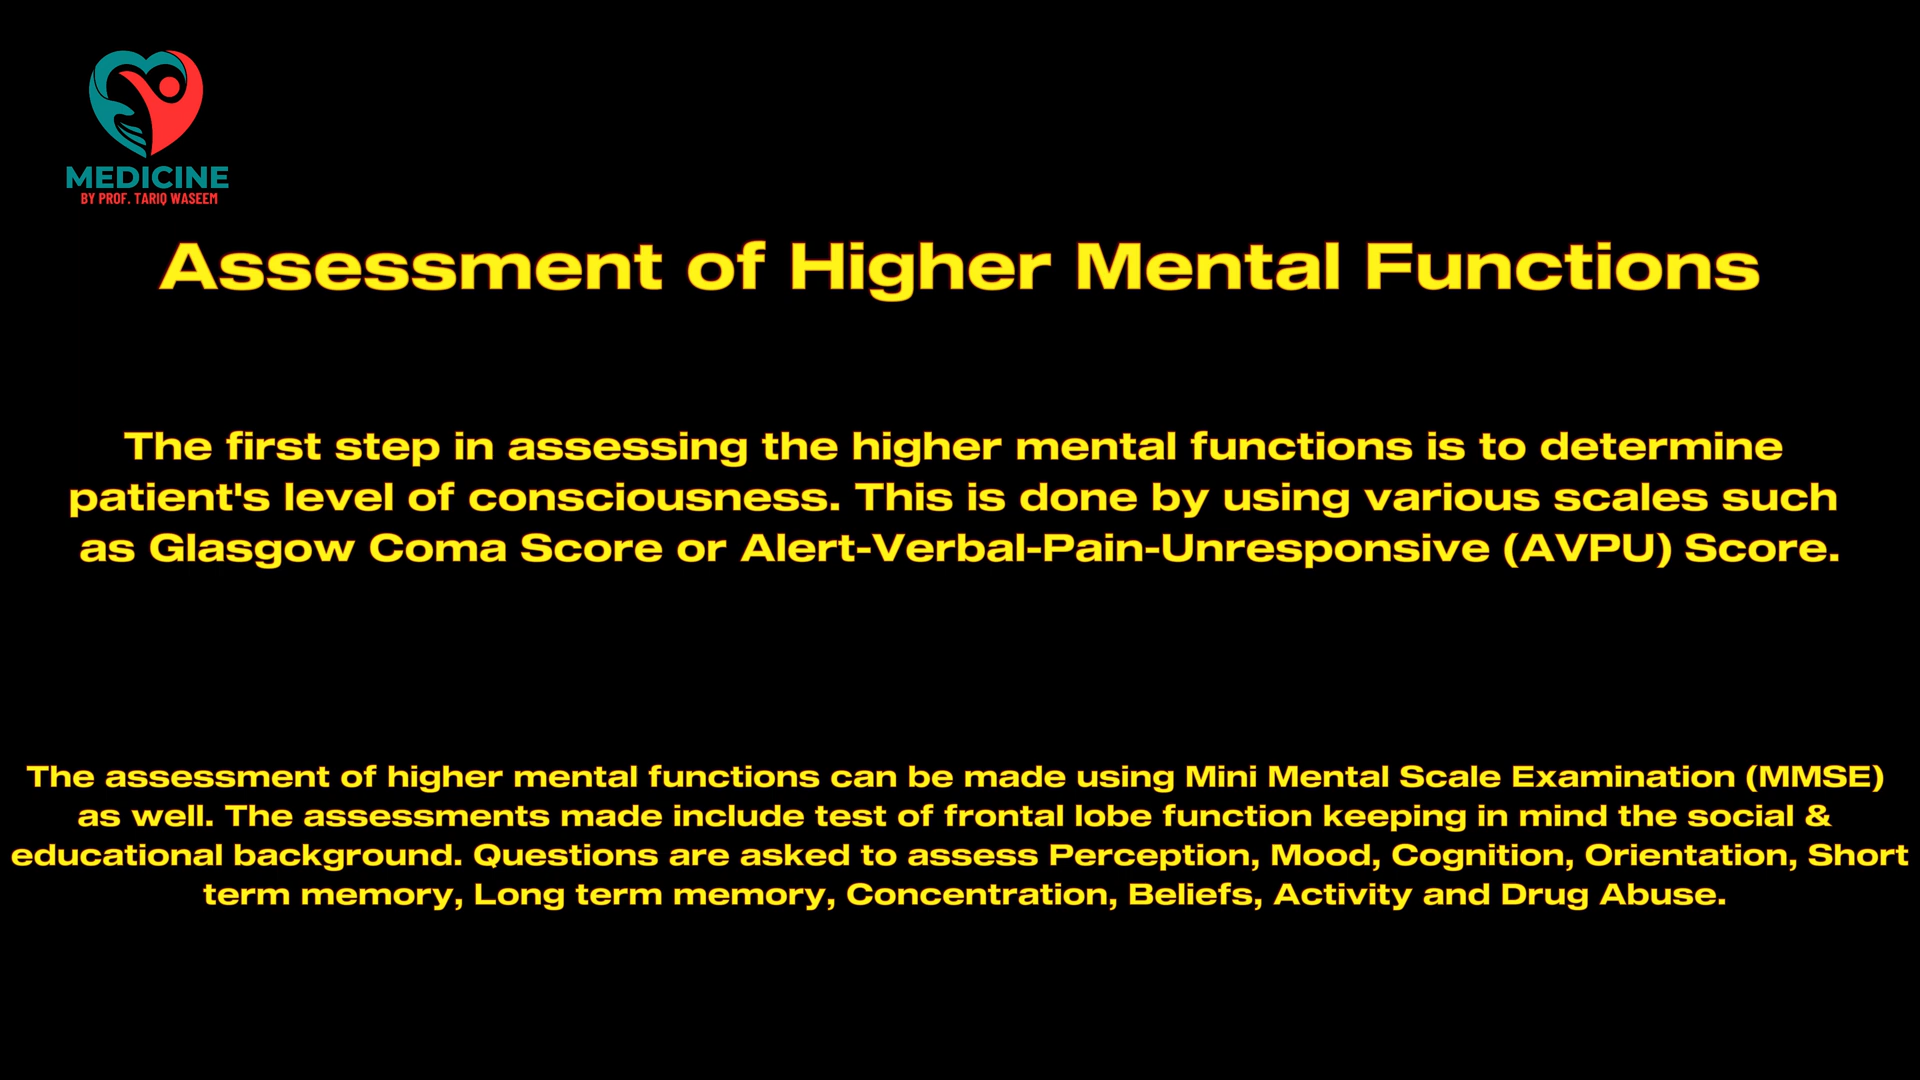 MEDICINE
BY PROF. TARIQ WASEEM
Assessment of Higher Mental Functions
The first step in assessing the higher mental functions is to determine
patient's level of consciousness. This is done by using various scales such
as Glasgow Coma Score or Alert-Verbal-Pain-Unresponsive (AVPU) Score.
The assessment of higher mental functions can be made using Mini Mental Scale Examination (MMSE)
as well. The assessments made include test of frontal lobe function keeping in mind the social &
educational background. Questions are asked to assess Perception, Mood, Cognition, Orientation, Short
term memory, Long term memory, Concentration, Beliefs, Activity and Drug Abuse.